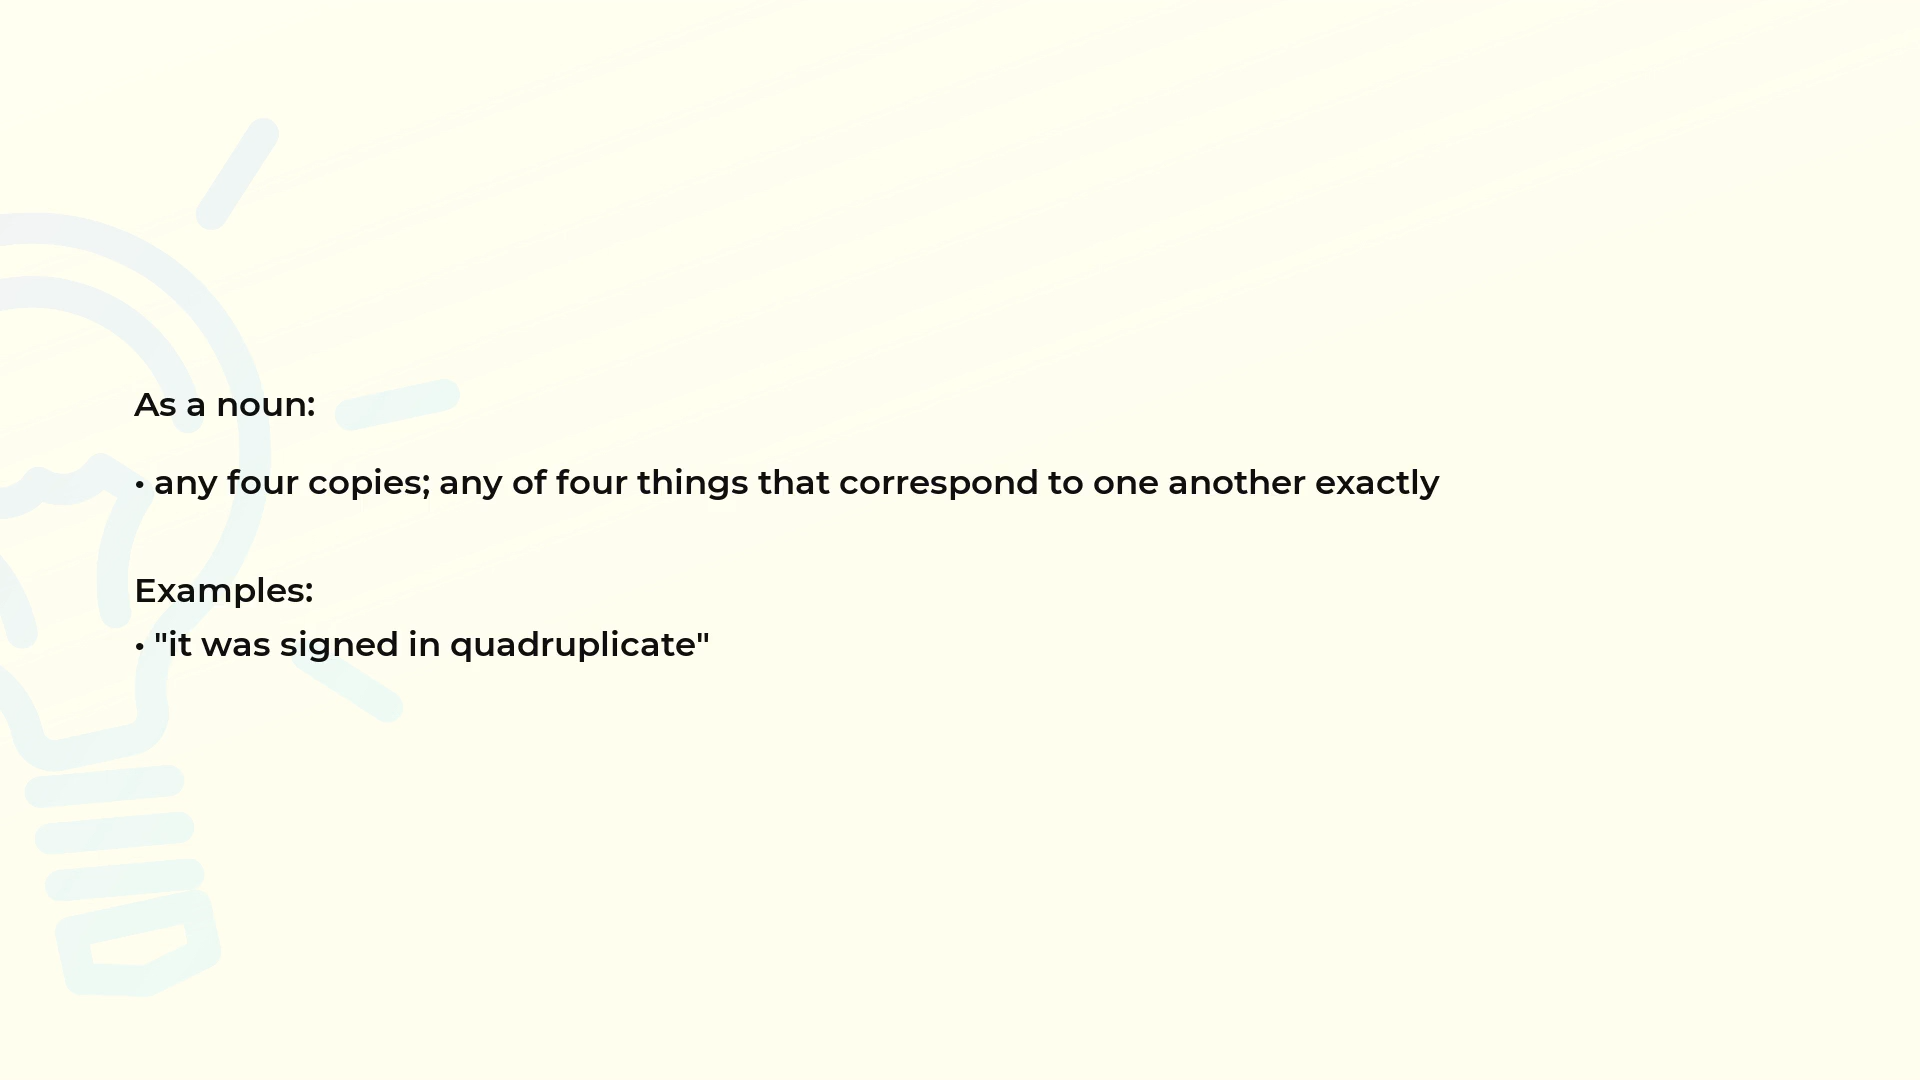 As a noun:
• any four copies; any of four things that correspond to one another exactly
Examples:
• "it was signed in quadruplicate"